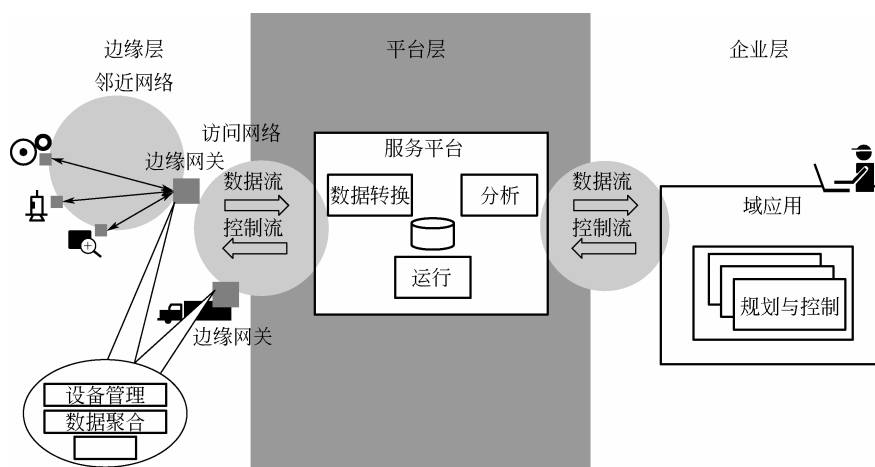 边缘层
平台层
企业层
邻近网络
访问网络
边缘网关
服务平台
数据流
控制流
数据转换
分析
运行
数据流
控制流
域应用
规划与控制
边缘网关
设备管理
数据聚合